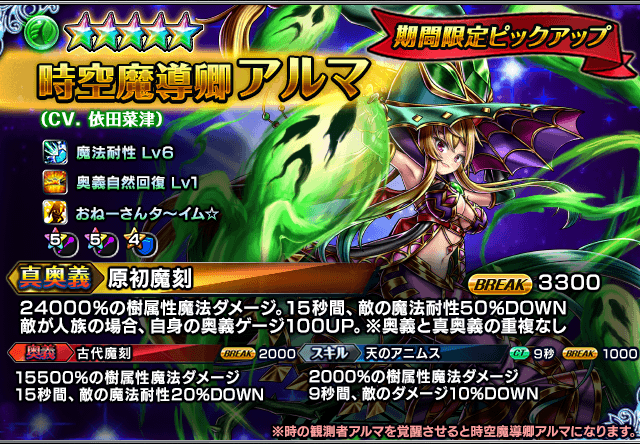 期間限定ピックアップ
時空魔導卿アルマ
(CV. 依田菜津)
魔法耐性 Lv6
奥義自然回復 Lv1
おねーさんタ〜イム☆
5 5 4
真奥義 原初魔刻 BREAK 3300
24000%の樹属性魔法ダメージ。15秒間、敵の魔法耐性50%DOWN
敵が人族の場合、自身の奥義ゲージ100UP。※奥義と真奥義の重複なし
奥義 古代魔刻 BREAK 2000
15500%の樹属性魔法ダメージ
15秒間、敵の魔法耐性20%DOWN
スキル 天のアニムス CT 9秒 BREAK 1000
2000%の樹属性魔法ダメージ
9秒間、敵のダメージ10%DOWN
※時の観測者アルマを覚醒させると時空魔導卿アルマになります。